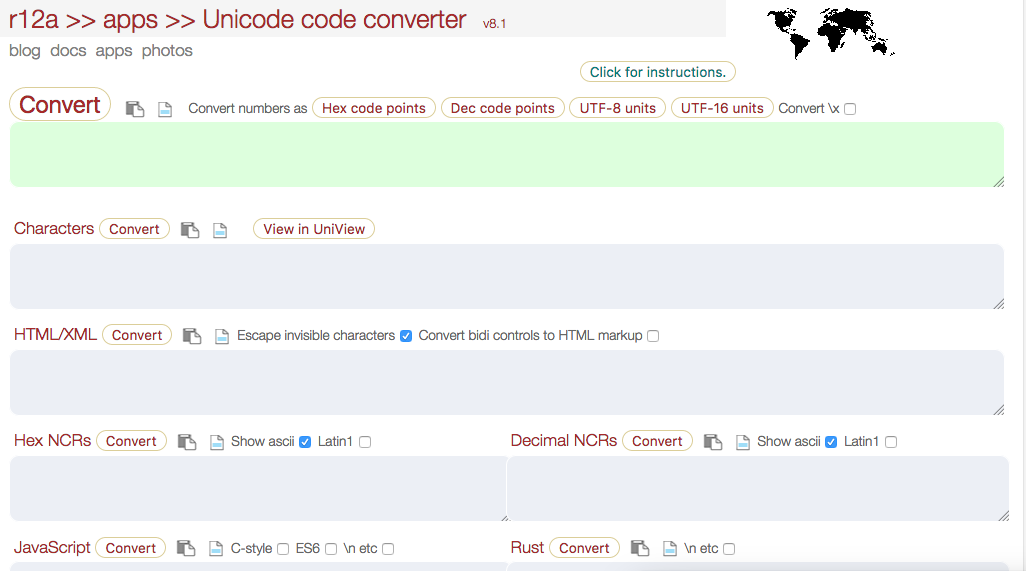 r12a >> apps >> Unicode code converter v8.1
blog docs apps photos
Click for instructions.
Convert Convert numbers as Hex code points Dec code points UTF-8 units UTF-16 units Convert \x
Characters Convert View in UniView
HTML/XML Convert Escape invisible characters Convert bidi controls to HTML markup
Hex NCRs Convert Show ascii Latin1 Decimal NCRs Convert Show ascii Latin1
JavaScript Convert C-style ES6 \n etc Rust Convert \n etc